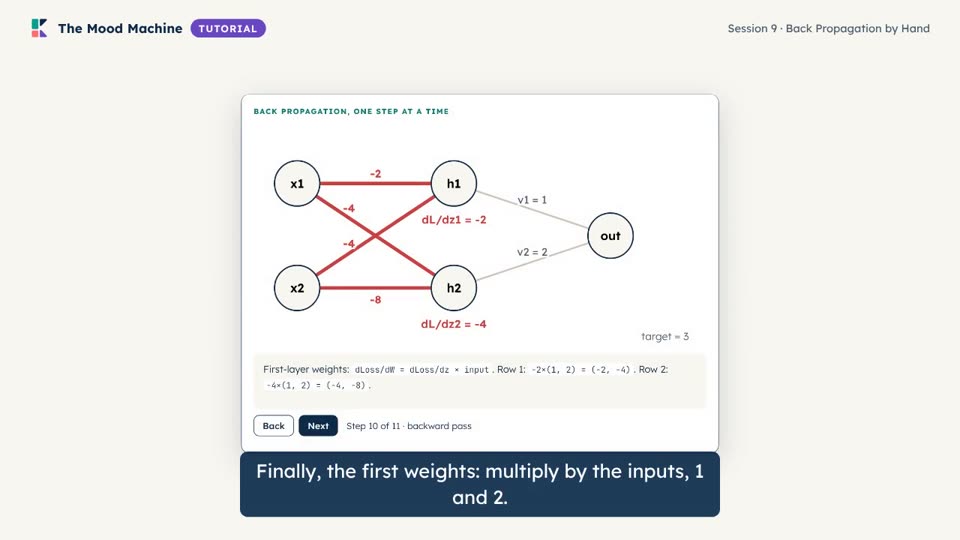 The Mood Machine TUTORIAL
Session 9 · Back Propagation by Hand
BACK PROPAGATION, ONE STEP AT A TIME
x1
-2
h1
-4
v1 = 1
dL/dz1 = -2
out
-4
v2 = 2
x2
-8
h2
dL/dz2 = -4
target = 3
First-layer weights: dLoss/dW = dLoss/dz × input. Row 1: -2×(1, 2) = (-2, -4). Row 2:
-4×(1, 2) = (-4, -8).
Back Next Step 10 of 11 · backward pass
Finally, the first weights: multiply by the inputs, 1
and 2.